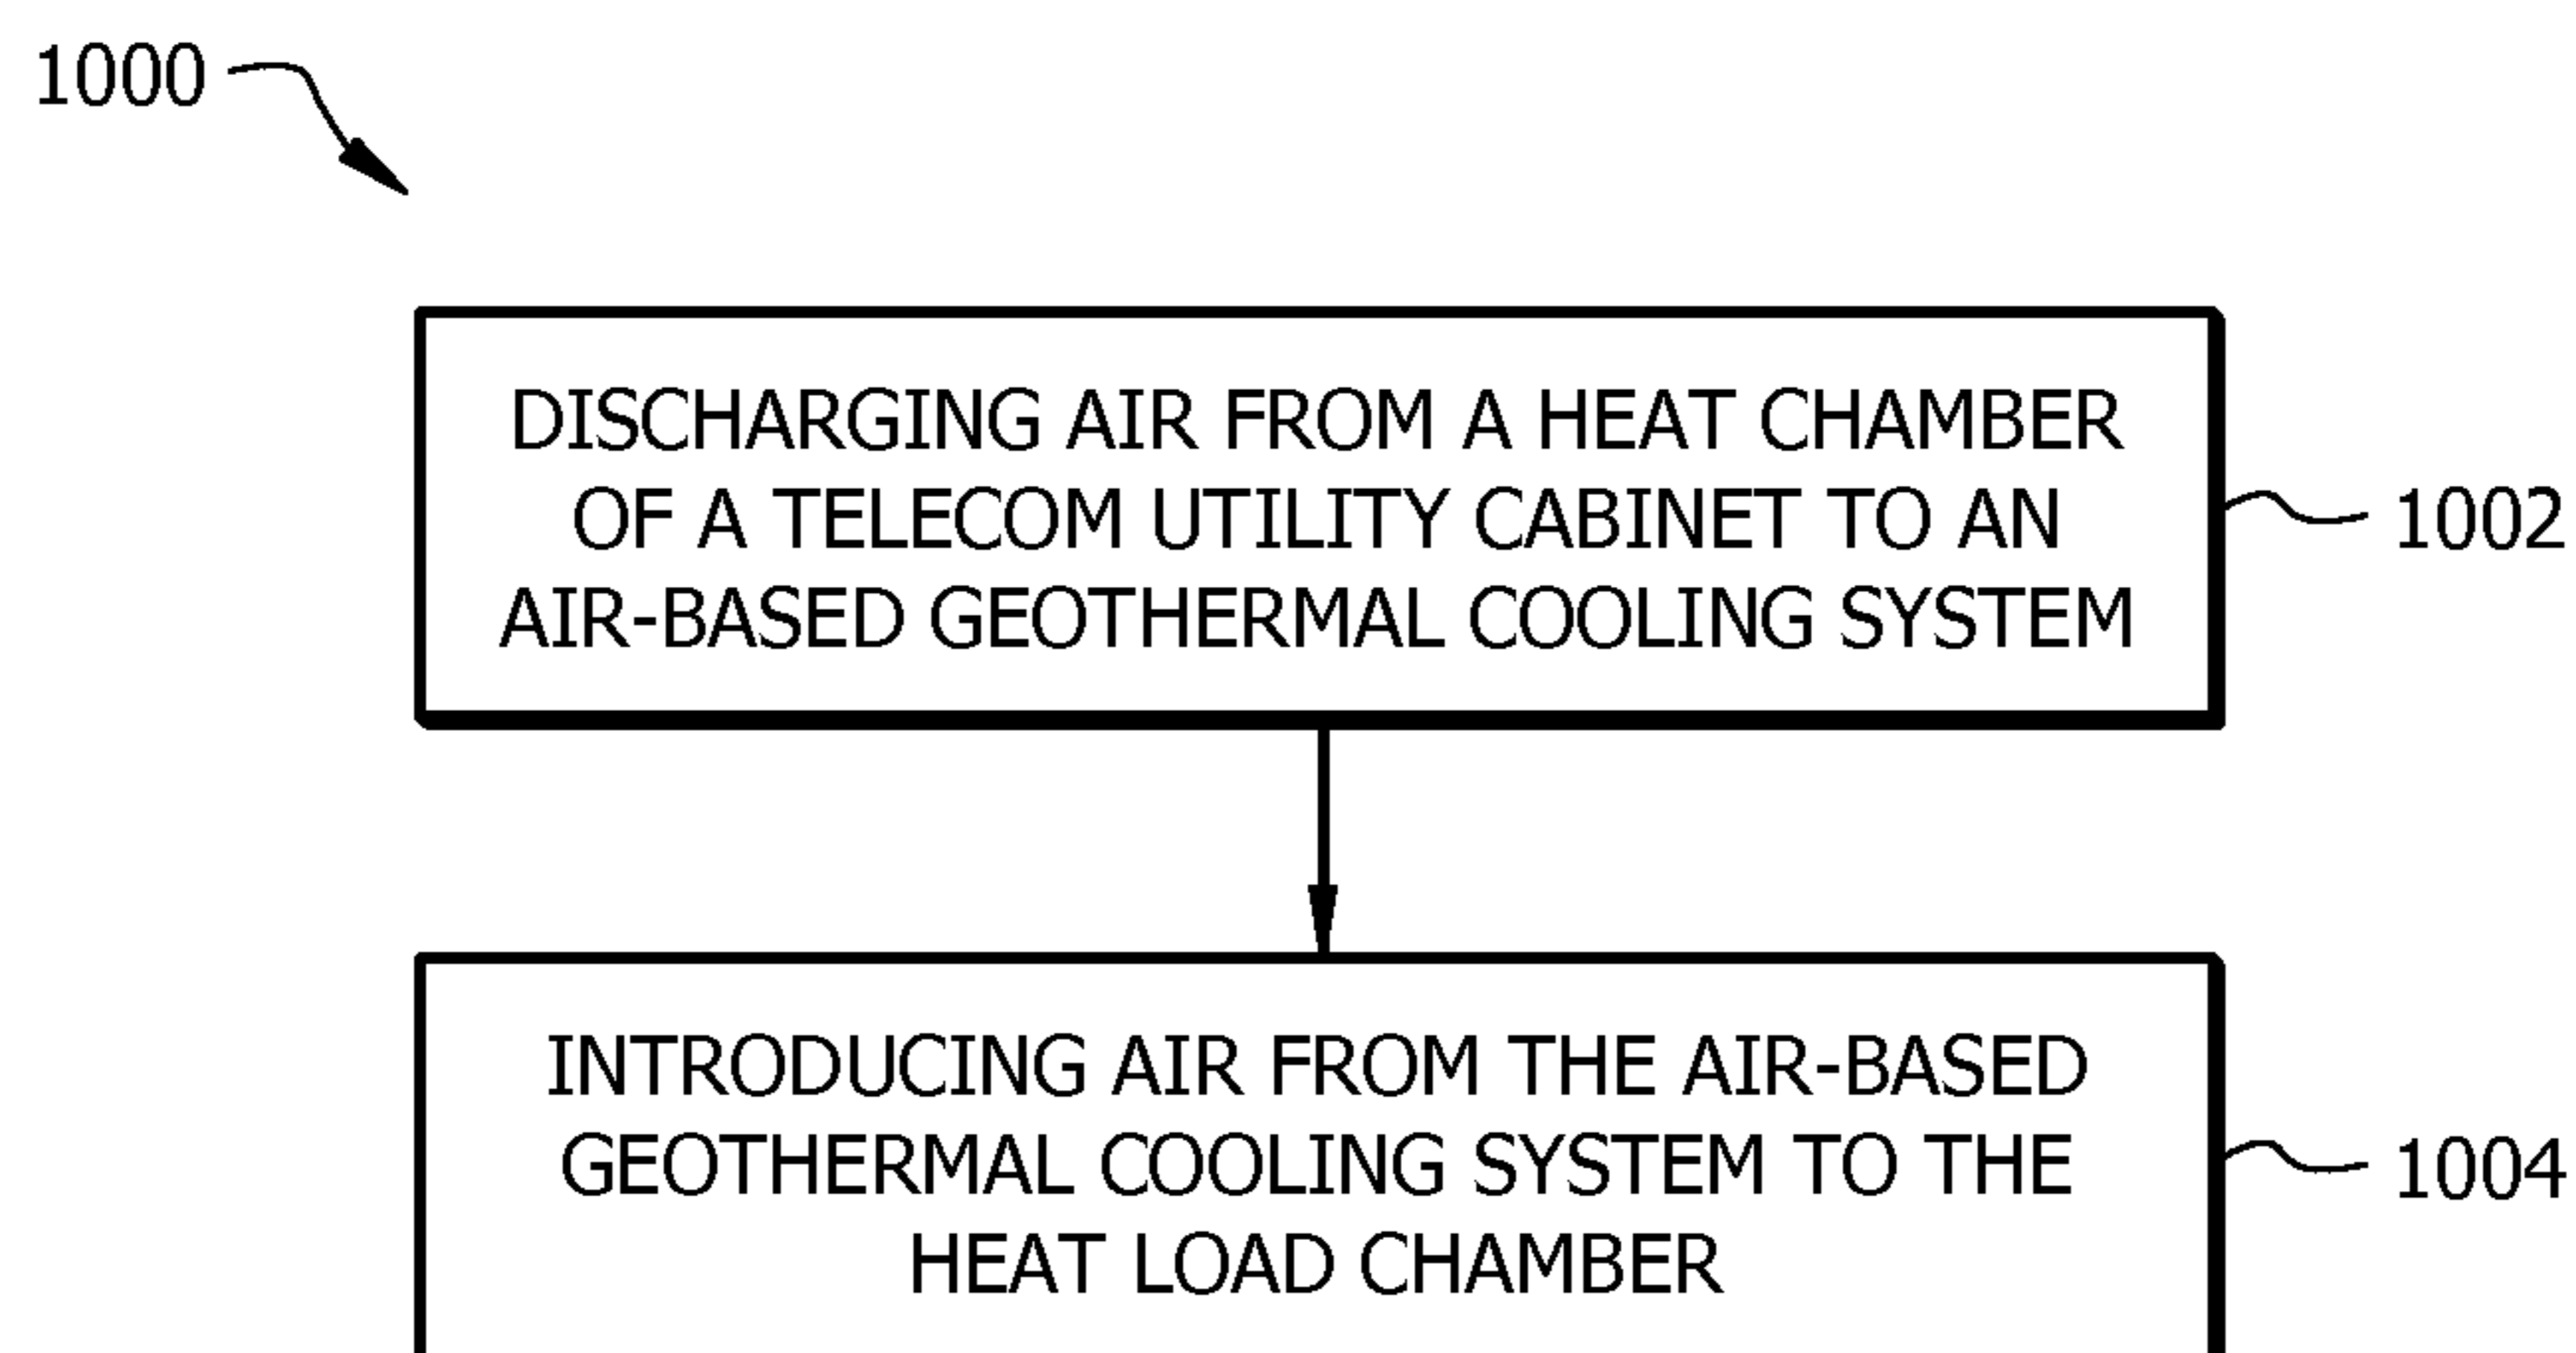 1000
DISCHARGING AIR FROM A HEAT CHAMBER
OF A TELECOM UTILITY CABINET TO AN
AIR-BASED GEOTHERMAL COOLING SYSTEM
1002
INTRODUCING AIR FROM THE AIR-BASED
GEOTHERMAL COOLING SYSTEM TO THE
HEAT LOAD CHAMBER
1004